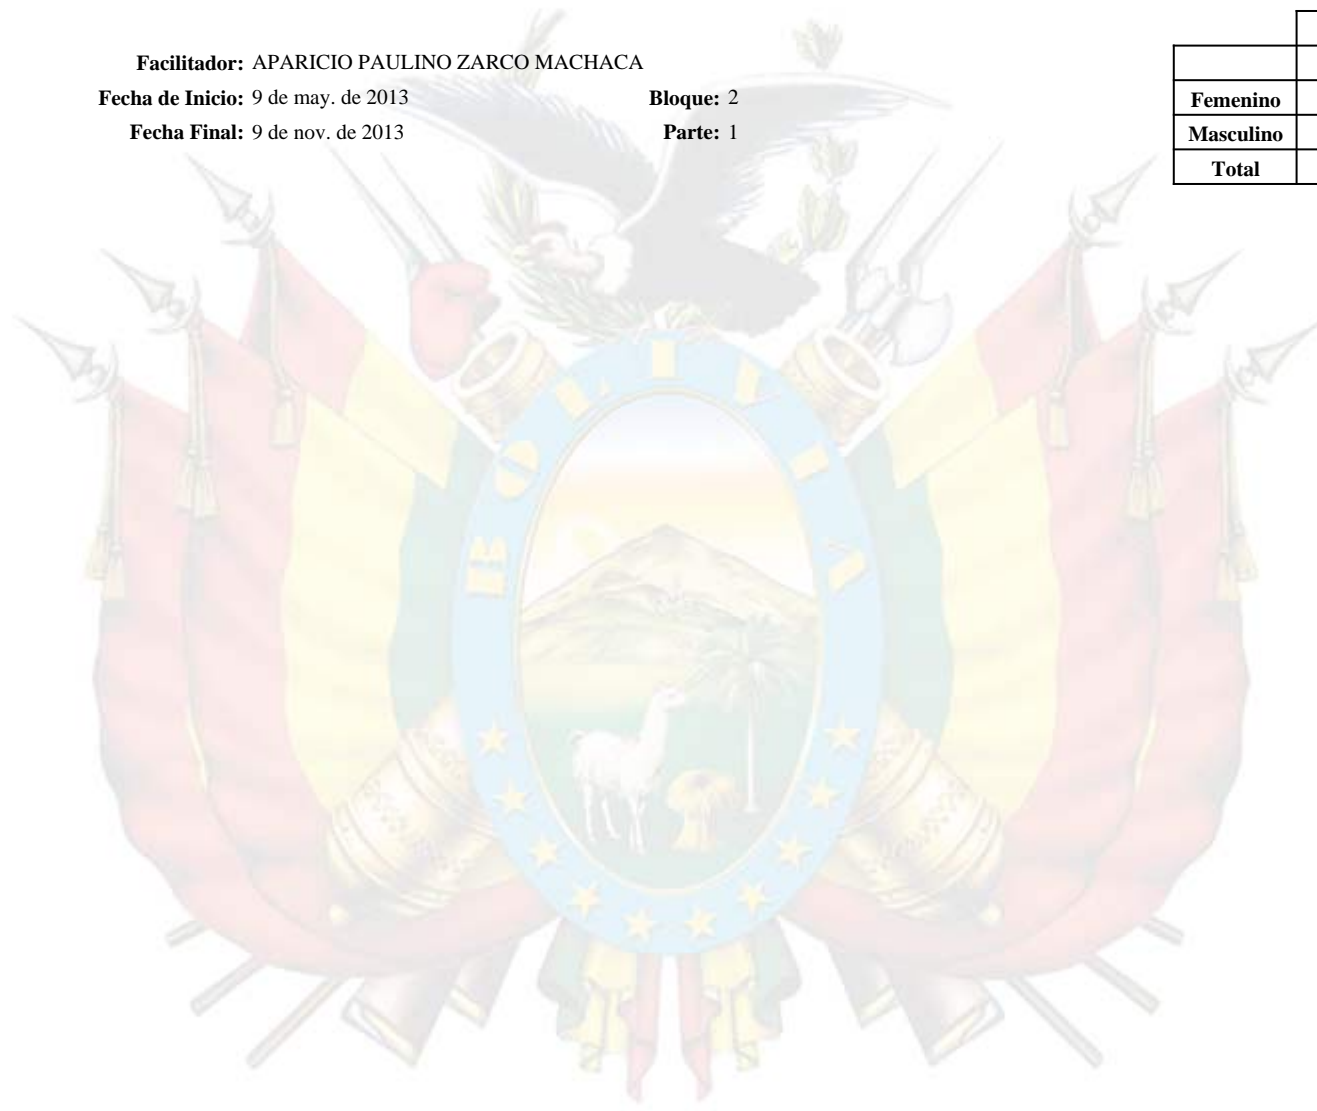 Facilitador: APARICIO PAULINO ZARCO MACHACA
Fecha de Inicio: 9 de may. de 2013 Bloque: 2
Fecha Final: 9 de nov. de 2013 Parte: 1
Femenino
Masculino
Total
BOLIVIA